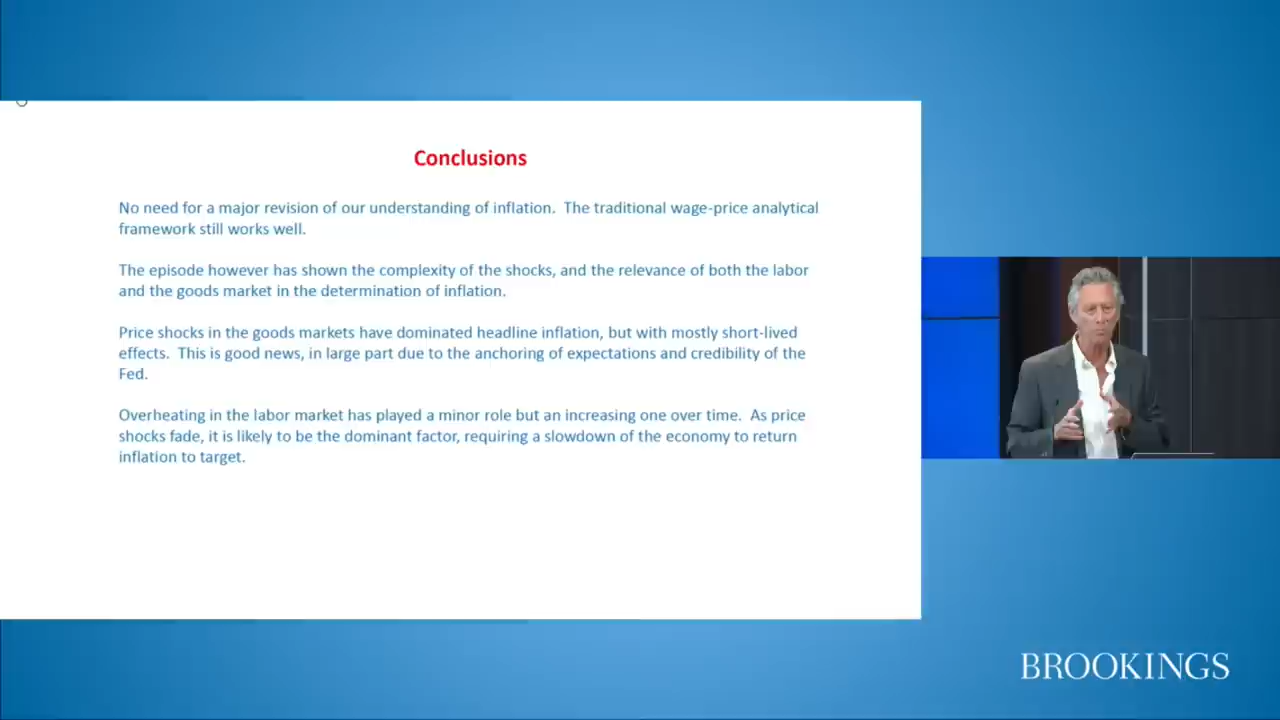 Conclusions
No need for a major revision of our understanding of inflation. The traditional wage-price analytical
framework still works well.
The episode however has shown the complexity of the shocks, and the relevance of both the labor
and the goods market in the determination of inflation.
Price shocks in the goods markets have dominated headline inflation, but with mostly short-lived
effects. This is good news, in large part due to the anchoring of expectations and credibility of the
Fed.
Overheating in the labor market has played a minor role but an increasing one over time. As price
shocks fade, it is likely to be the dominant factor, requiring a slowdown of the economy to return
inflation to target.
BROOKINGS